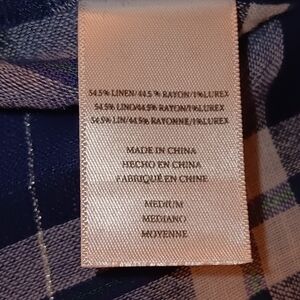 54.5% LINEN/44.5% RAYON/1%LUREX
54.5% LINO/44.5% RAYON/1%LUREX
54.5% LIN/44.5% RAYONNE/1%LUREX
MADE IN CHINA
HECHO EN CHINA
FABRIQUÉ EN CHINE
MEDIUM
MEDIANO
MOYENNE